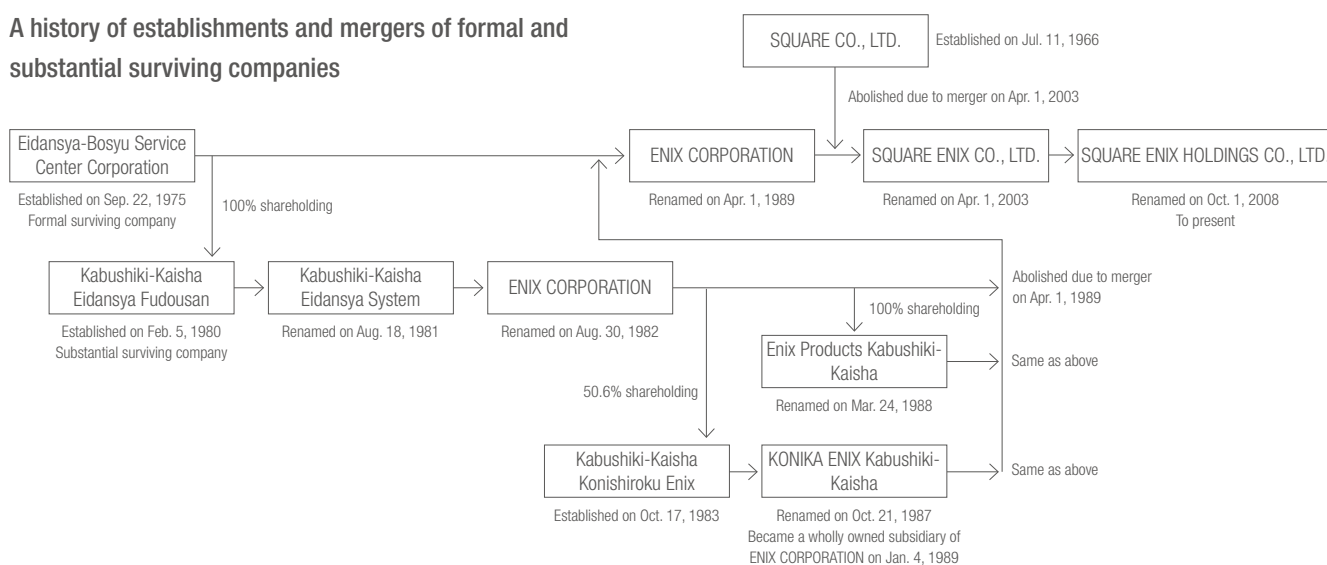 A history of establishments and mergers of formal and
substantial surviving companies
SQUARE CO., LTD.
Established on Jul. 11, 1966
Abolished due to merger on Apr. 1, 2003
Eidansya-Bosyu Service
Center Corporation
Established on Sep. 22, 1975
Formal surviving company
100% shareholding
ENIX CORPORATION
Renamed on Apr. 1, 1989
SQUARE ENIX CO., LTD.
Renamed on Apr. 1, 2003
SQUARE ENIX HOLDINGS CO., LTD.
Renamed on Oct. 1, 2008
To present
Kabushiki-Kaisha
Eidansya Fudousan
Established on Feb. 5, 1980
Substantial surviving company
Kabushiki-Kaisha
Eidansya System
Renamed on Aug. 18, 1981
ENIX CORPORATION
Renamed on Aug. 30, 1982
Abolished due to merger
on Apr. 1, 1989
100% shareholding
Enix Products Kabushiki-
Kaisha
Renamed on Mar. 24, 1988
Same as above
50.6% shareholding
Kabushiki-Kaisha
Konishiroku Enix
Established on Oct. 17, 1983
KONIKA ENIX Kabushiki-
Kaisha
Renamed on Oct. 21, 1987
Became a wholly owned subsidiary of
ENIX CORPORATION on Jan. 4, 1989
Same as above